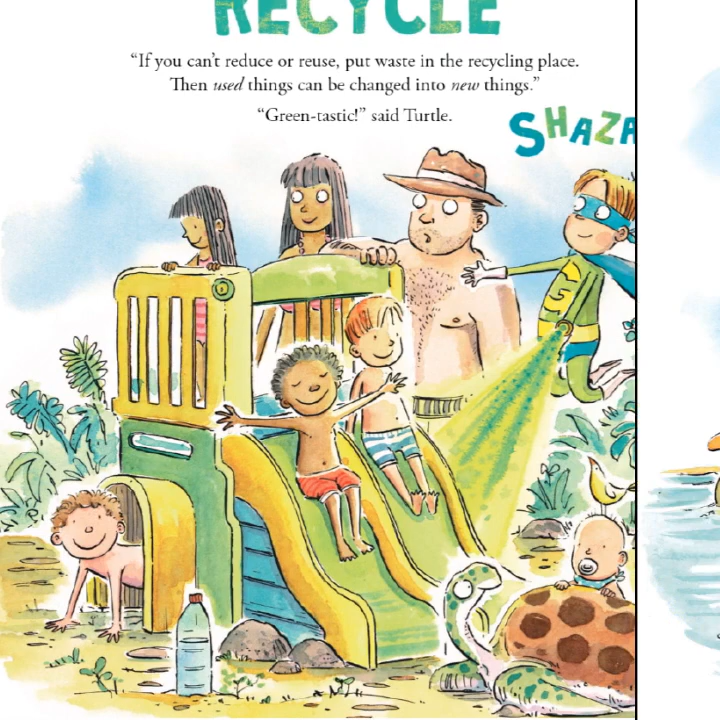 RECYCLE
“If you can’t reduce or reuse, put waste in the recycling place.
Then used things can be changed into new things.”
“Green-tastic!” said Turtle.
SHAZA